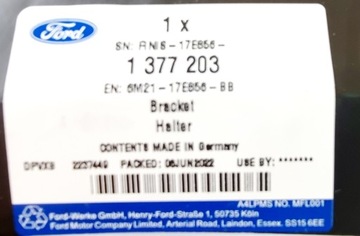 Ford
1 x
SN: RNIS-17E856-
1 377 203
EN: 6M21-17E856-BB
Bracket
Halter
CONTENTS MADE IN Germany
DPVXB 2237449 PACKED: 06JUN2022 USE BY: *******
A4LPMS NO. MFL001
Ford-Werke GmbH, Henry-Ford-Straße 1, 50735 Köln
Ford Motor Company Limited, Arterial Road, Laindon, Essex. SS15 6EE